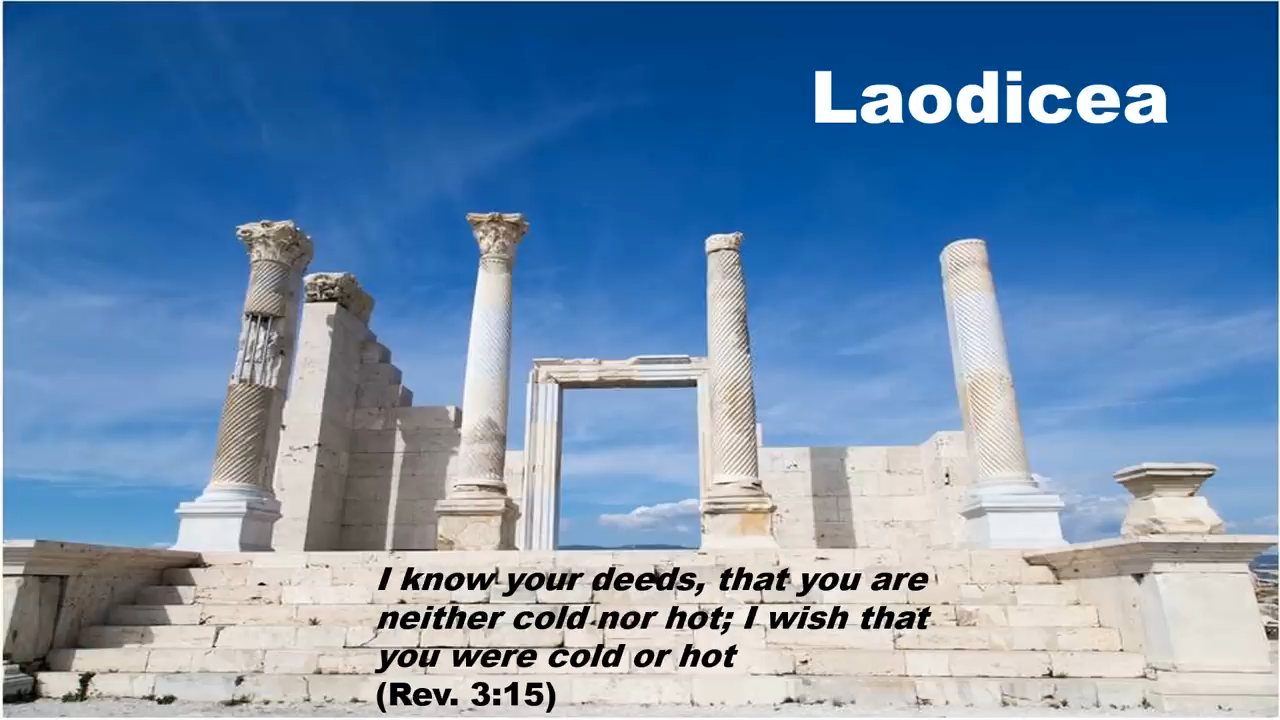 Laodicea
I know your deeds, that you are
neither cold nor hot; I wish that
you were cold or hot
(Rev. 3:15)